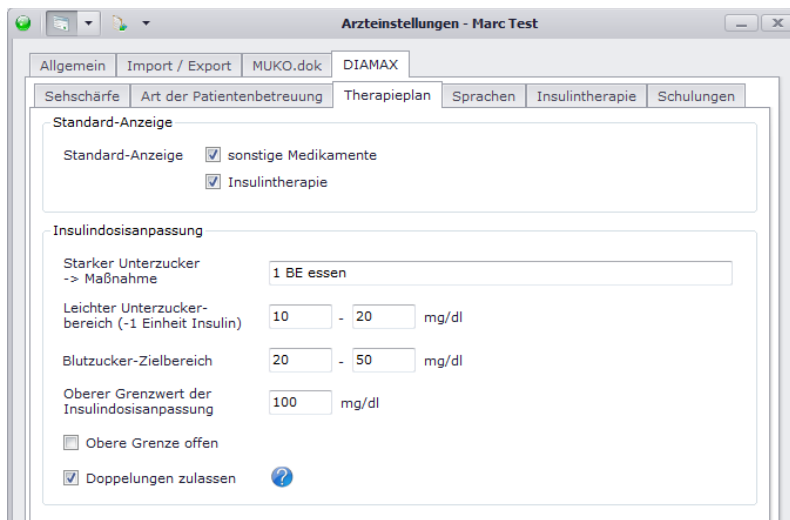 Arzteinstellungen - Marc Test
Allgemein Import / Export MUKO.dok DIAMAX
Sehschärfe Art der Patientenbetreuung Therapieplan Sprachen Insulintherapie Schulungen
Standard-Anzeige
Standard-Anzeige sonstige Medikamente
Insulintherapie
Insulindosisanpassung
Starker Unterzucker
-> Maßnahme
1 BE essen
Leichter Unterzucker-
bereich (-1 Einheit Insulin)
10 - 20 mg/dl
Blutzucker-Zielbereich 20 - 50 mg/dl
Oberer Grenzwert der
Insulindosisanpassung
100 mg/dl
Obere Grenze offen
Doppelungen zulassen ?